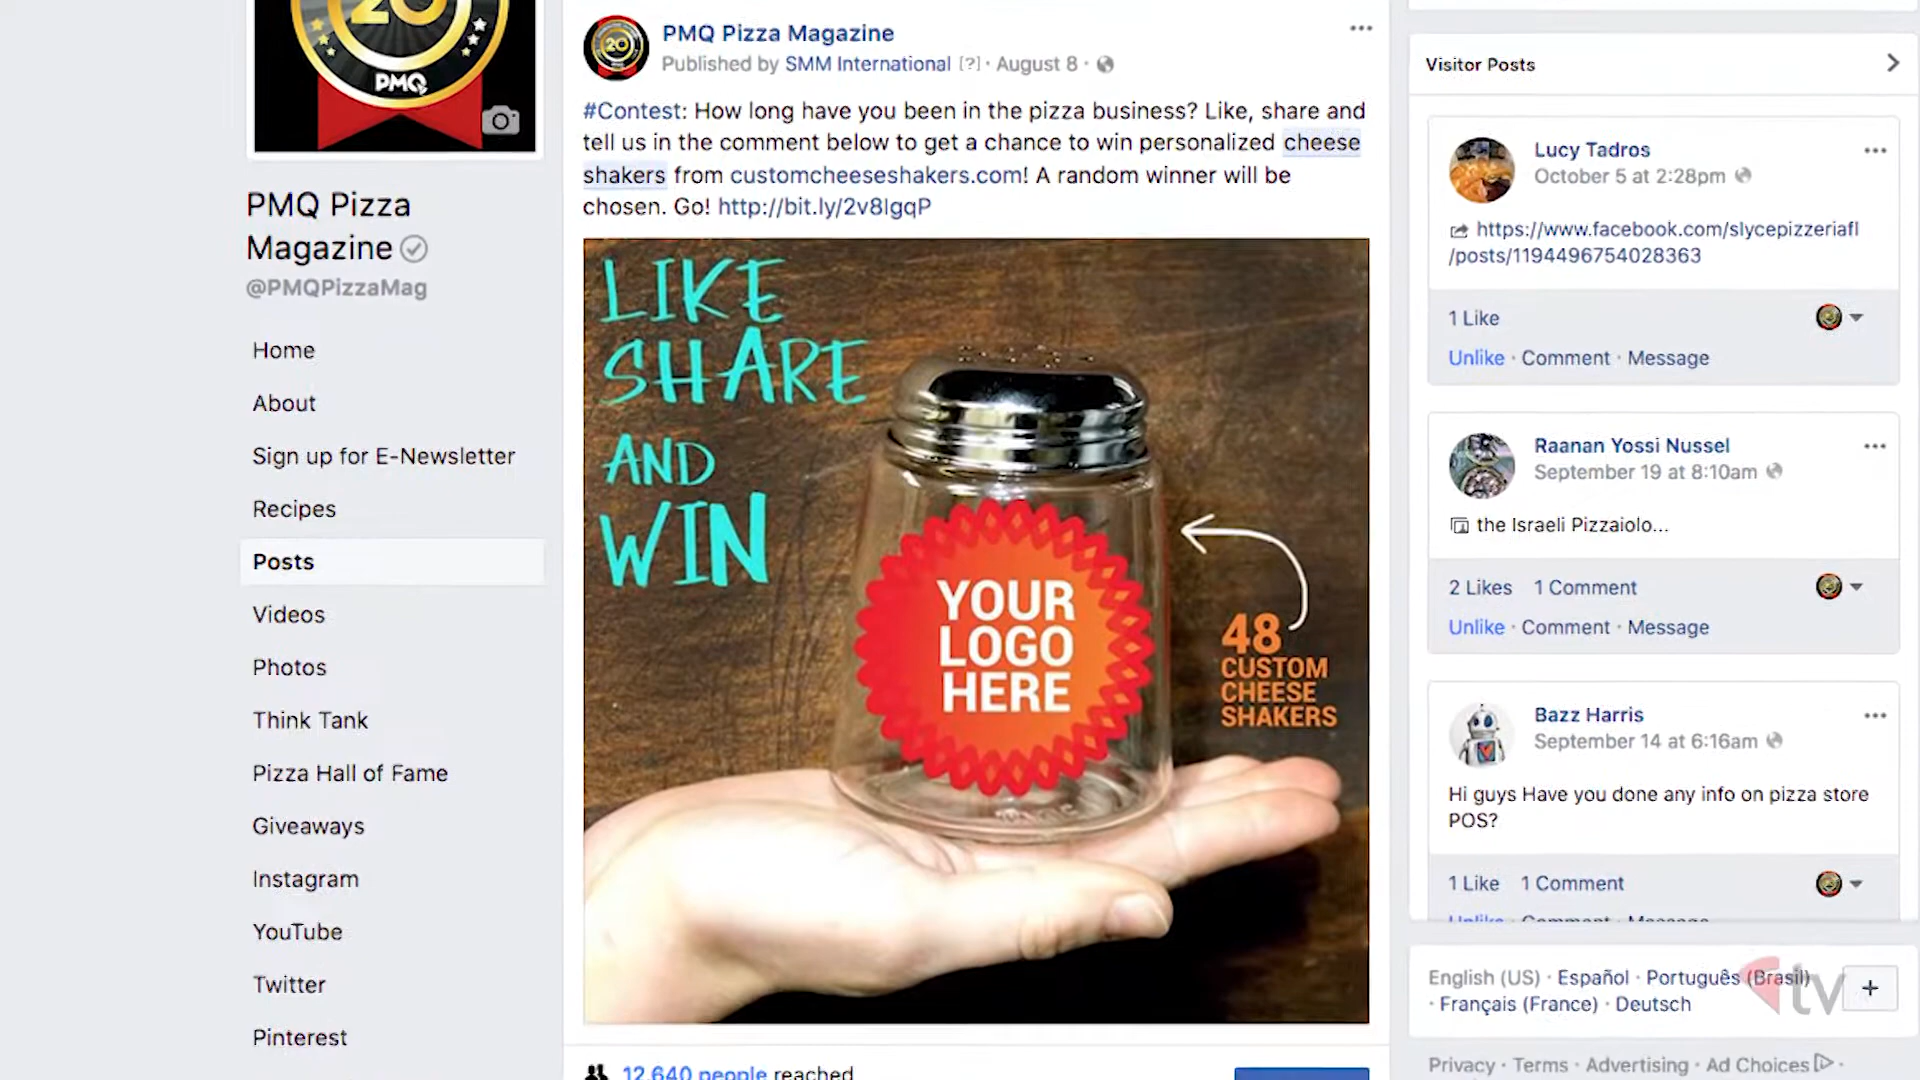 20
PMQ
PMQ Pizza
Magazine
@PMQPizzaMag
Home
About
Sign up for E-Newsletter
Recipes
Posts
Videos
Photos
Think Tank
Pizza Hall of Fame
Giveaways
Instagram
YouTube
Twitter
Pinterest
PMQ Pizza Magazine
Published by SMM International [?] · August 8 ·
#Contest: How long have you been in the pizza business? Like, share and
tell us in the comment below to get a chance to win personalized cheese
shakers from customcheeseshakers.com! A random winner will be
chosen. Go! http://bit.ly/2v8IgqP
LIKE
SHARE
AND
WIN
YOUR
LOGO
HERE
48
CUSTOM
CHEESE
SHAKERS
12,640 people reached
Visitor Posts
Lucy Tadros
October 5 at 2:28pm
https://www.facebook.com/slycepizzeriafl
/posts/1194496754028363
1 Like
Unlike · Comment · Message
Raanan Yossi Nussel
September 19 at 8:10am
the Israeli Pizzaiolo...
2 Likes 1 Comment
Unlike · Comment · Message
Bazz Harris
September 14 at 6:16am
Hi guys Have you done any info on pizza store
POS?
1 Like 1 Comment
Unlike · Comment · Message
English (US) · Español · Português (Brasil)
· Français (France) · Deutsch
tv
Privacy · Terms · Advertising · Ad Choices ·